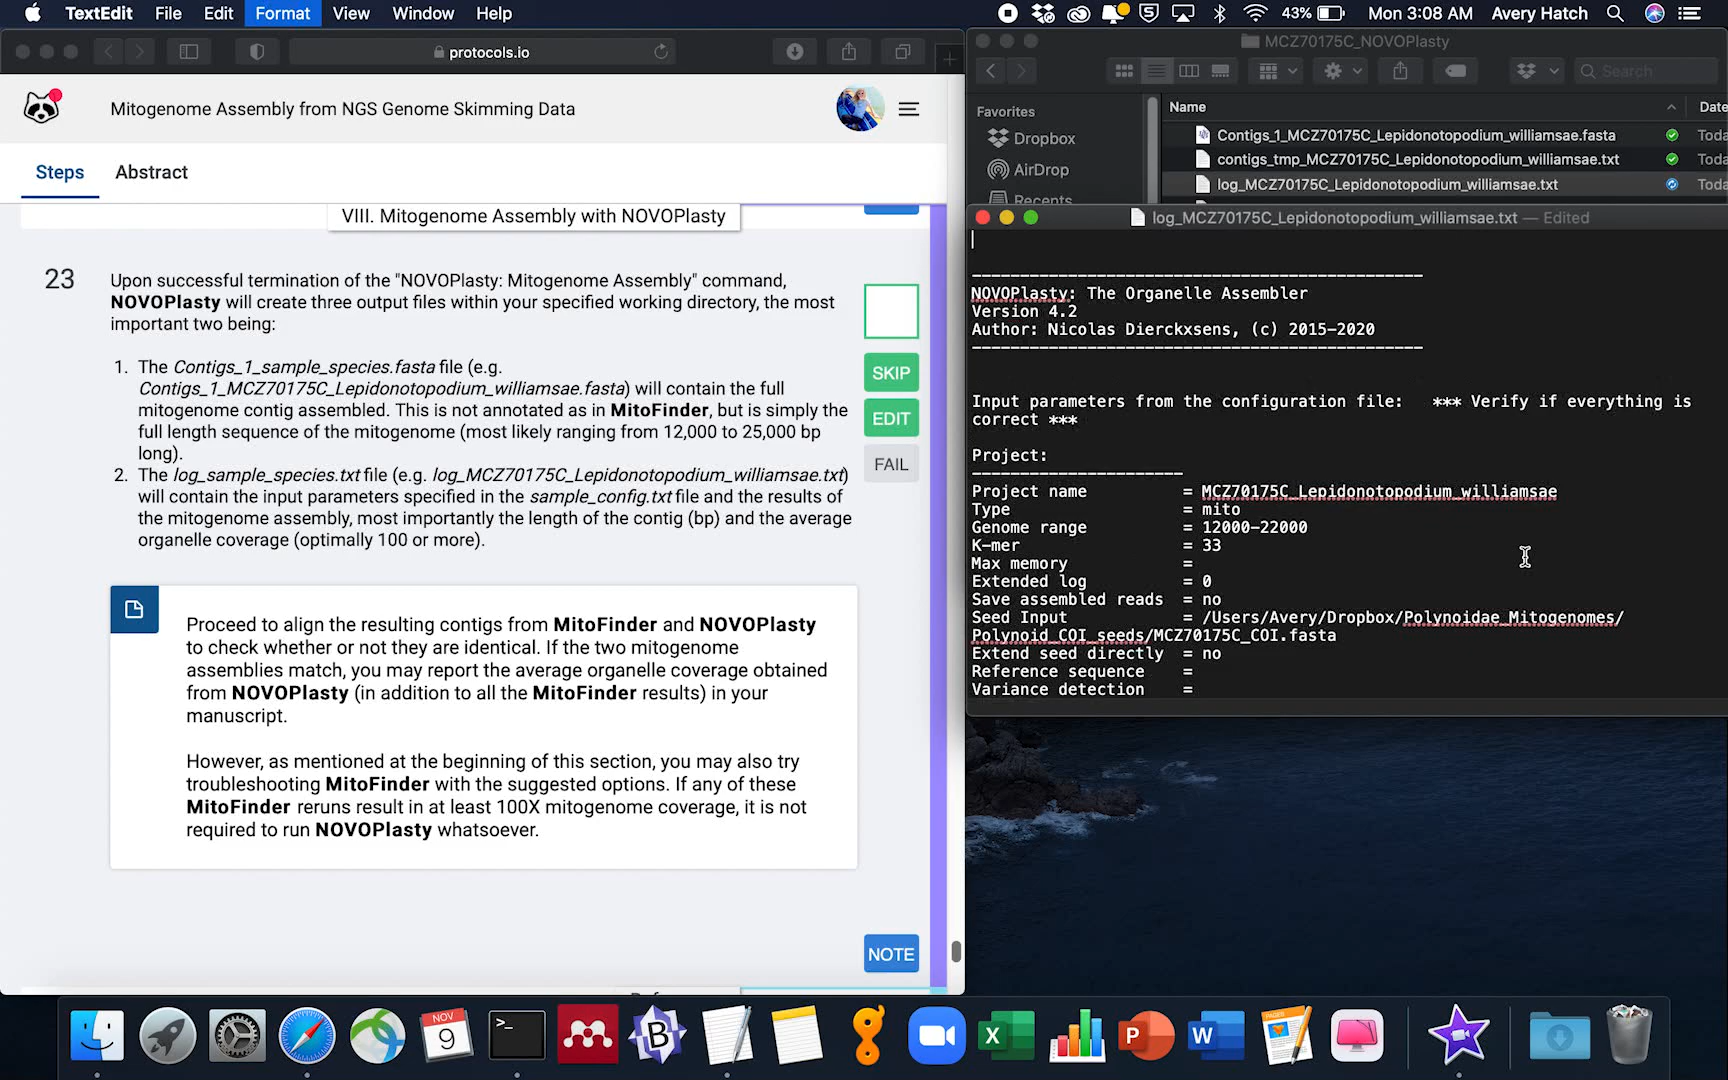 TextEdit File Edit Format View Window Help
43% Mon 3:08 AM Avery Hatch
protocols.io
Mitogenome Assembly from NGS Genome Skimming Data
Steps Abstract
VIII. Mitogenome Assembly with NOVOPlasty
23
Upon successful termination of the "NOVOPlasty: Mitogenome Assembly" command,
NOVOPlasty will create three output files within your specified working directory, the most
important two being:
1. The Contigs_1_sample_species.fasta file (e.g.
Contigs_1_MCZ70175C_Lepidonotopodium_williamsae.fasta) will contain the full
mitogenome contig assembled. This is not annotated as in MitoFinder, but is simply the
full length sequence of the mitogenome (most likely ranging from 12,000 to 25,000 bp
long).
2. The log_sample_species.txt file (e.g. log_MCZ70175C_Lepidonotopodium_williamsae.txt)
will contain the input parameters specified in the sample_config.txt file and the results of
the mitogenome assembly, most importantly the length of the contig (bp) and the average
organelle coverage (optimally 100 or more).
SKIP
EDIT
FAIL
Proceed to align the resulting contigs from MitoFinder and NOVOPlasty
to check whether or not they are identical. If the two mitogenome
assemblies match, you may report the average organelle coverage obtained
from NOVOPlasty (in addition to all the MitoFinder results) in your
manuscript.
However, as mentioned at the beginning of this section, you may also try
troubleshooting MitoFinder with the suggested options. If any of these
MitoFinder reruns result in at least 100X mitogenome coverage, it is not
required to run NOVOPlasty whatsoever.
NOTE
MCZ70175C_NOVOPlasty
Search
Favorites
Dropbox
AirDrop
Recents
Name Date
Contigs_1_MCZ70175C_Lepidonotopodium_williamsae.fasta Toda
contigs_tmp_MCZ70175C_Lepidonotopodium_williamsae.txt Toda
log_MCZ70175C_Lepidonotopodium_williamsae.txt Toda
log_MCZ70175C_Lepidonotopodium_williamsae.txt — Edited
-----------------------------------------------
NOVOPlasty: The Organelle Assembler
Version 4.2
Author: Nicolas Dierckxsens, (c) 2015-2020
-----------------------------------------------
Input parameters from the configuration file: *** Verify if everything is
correct ***
Project:
----------------------
Project name = MCZ70175C_Lepidonotopodium_williamsae
Type = mito
Genome range = 12000-22000
K-mer = 33
Max memory =
Extended log = 0
Save assembled reads = no
Seed Input = /Users/Avery/Dropbox/Polynoidae_Mitogenomes/
Polynoid_COI_seeds/MCZ70175C_COI.fasta
Extend seed directly = no
Reference sequence =
Variance detection =
NOV
9
>_
B
X
P
W
PAGES